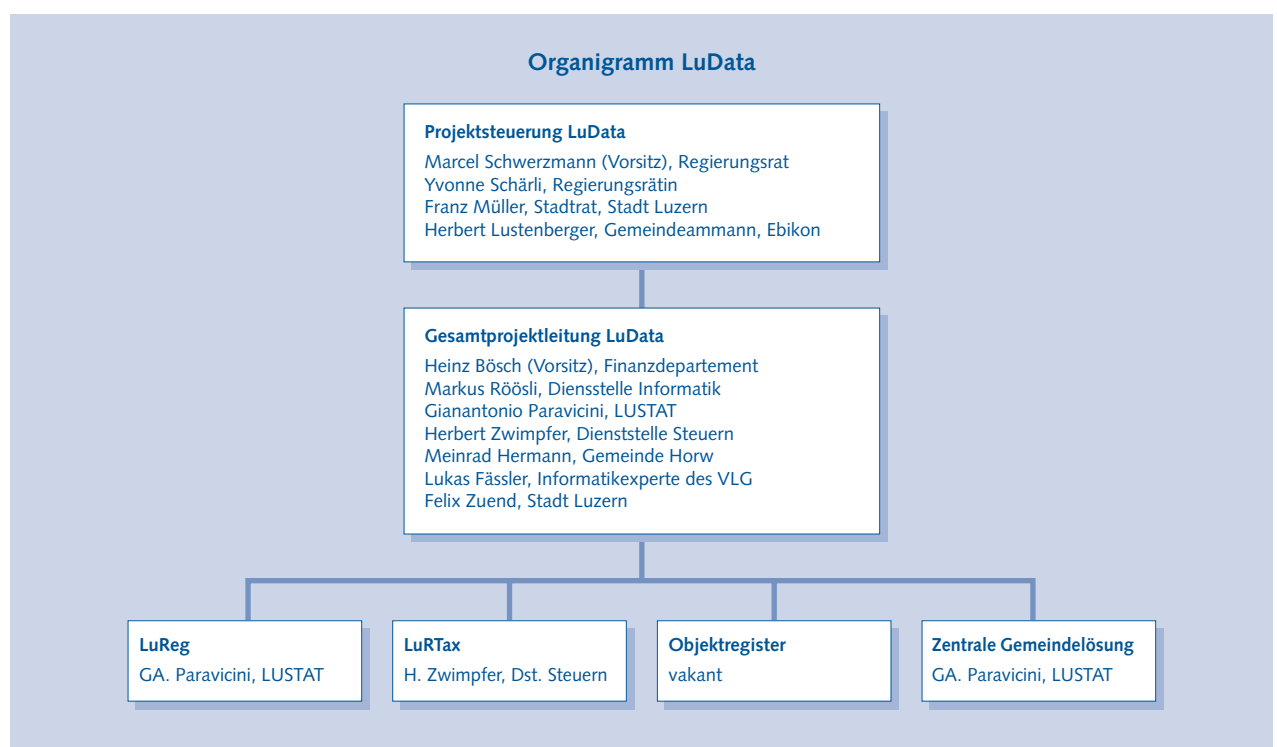 Organigramm LuData
Projektsteuerung LuData
Marcel Schwerzmann (Vorsitz), Regierungsrat
Yvonne Schärli, Regierungsrätin
Franz Müller, Stadtrat, Stadt Luzern
Herbert Lustenberger, Gemeindeammann, Ebikon
Gesamtprojektleitung LuData
Heinz Bösch (Vorsitz), Finanzdepartement
Markus Röösli, Diensstelle Informatik
Gianantonio Paravicini, LUSTAT
Herbert Zwimpfer, Dienststelle Steuern
Meinrad Hermann, Gemeinde Horw
Lukas Fässler, Informatikexperte des VLG
Felix Zuend, Stadt Luzern
LuReg
GA. Paravicini, LUSTAT
LuRTax
H. Zwimpfer, Dst. Steuern
Objektregister
vakant
Zentrale Gemeindelösung
GA. Paravicini, LUSTAT